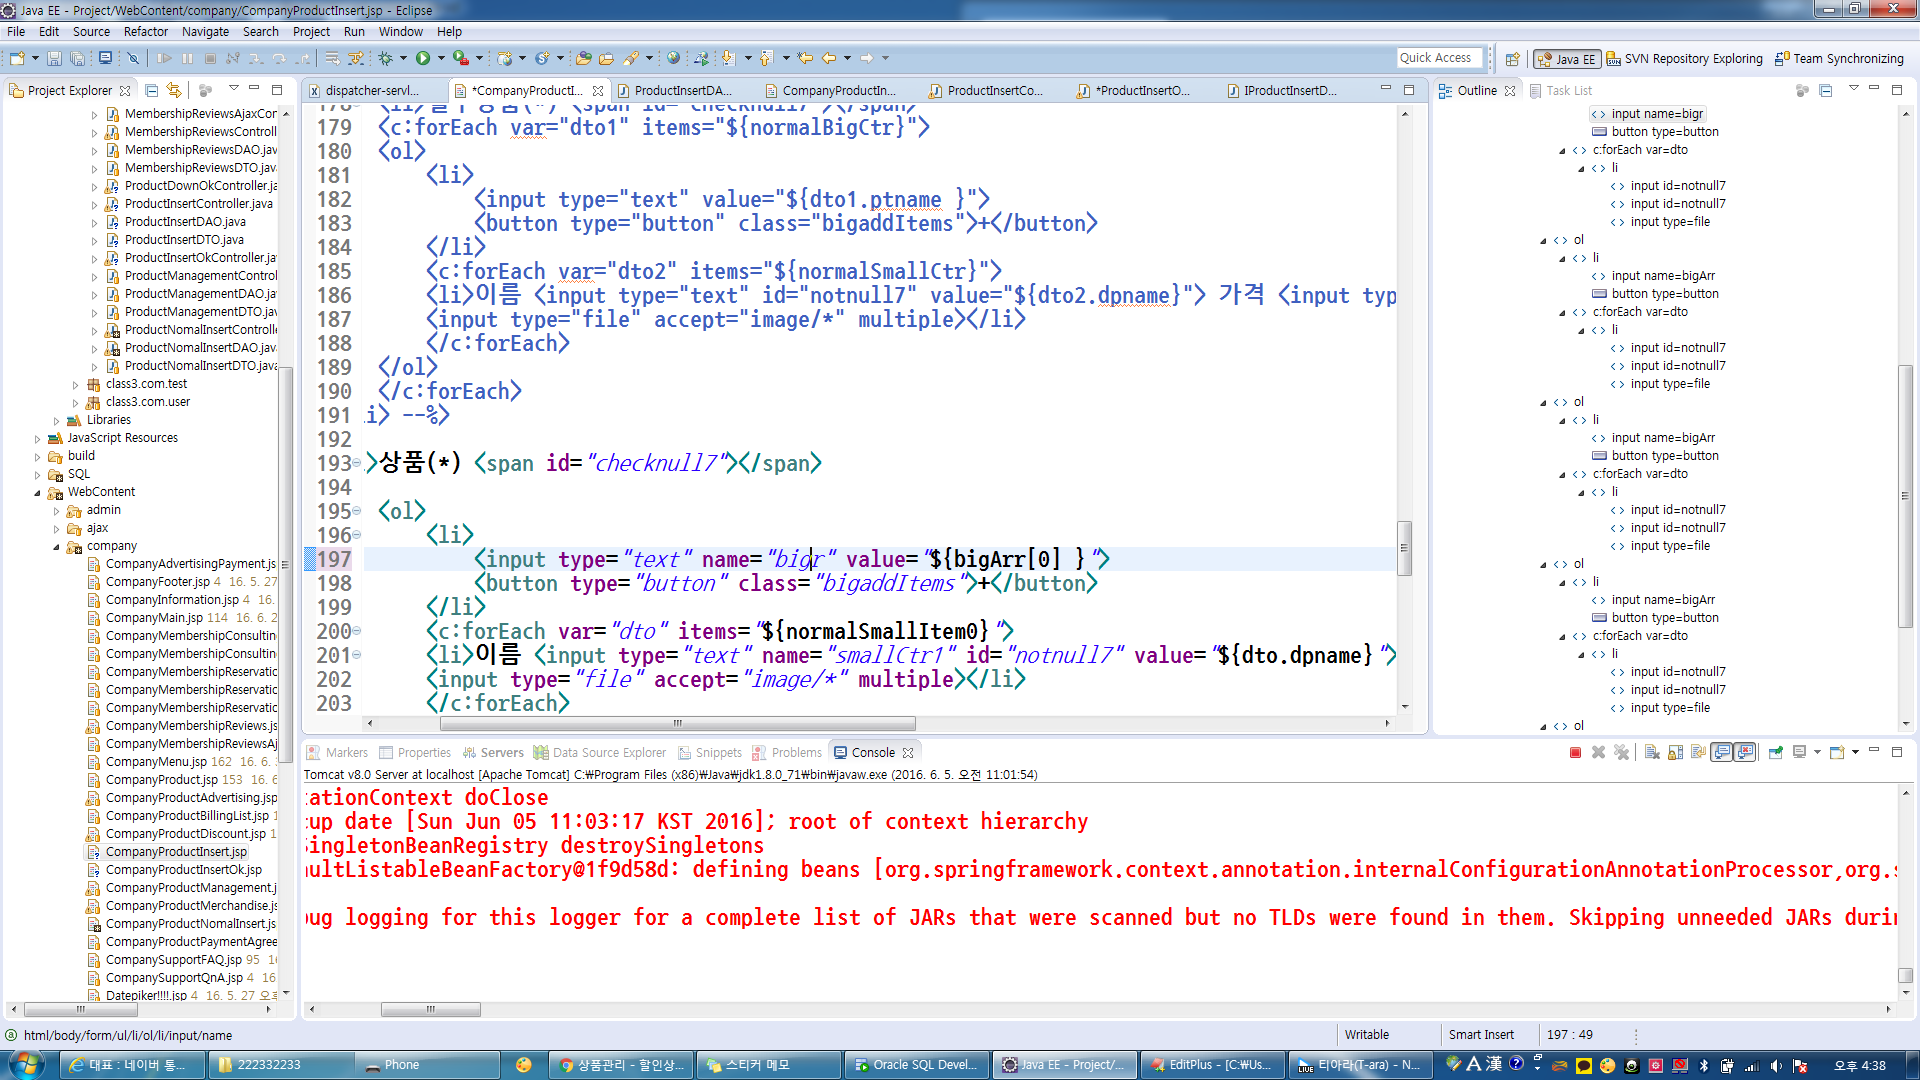 Java EE - Project/WebContent/company/CompanyProductInsert.jsp - Eclipse
File Edit Source Refactor Navigate Search Project Run Window Help
Quick Access
Java EE
SVN Repository Exploring
Team Synchronizing
Project Explorer
MembershipReviewsAjaxCor
MembershipReviewsControll
MembershipReviewsDAO.jav
MembershipReviewsDTO.java
ProductDownOkController.ja
ProductInsertController.java
ProductInsertDAO.java
ProductInsertDTO.java
ProductInsertOkController.ja
ProductManagementControl
ProductManagementDAO.ja
ProductManagementDTO.ja
ProductNomalInsertControlle
ProductNomalInsertDAO.jav
ProductNomalInsertDTO.java
class3.com.test
class3.com.user
Libraries
JavaScript Resources
build
SQL
WebContent
admin
ajax
company
CompanyAdvertisingPayment.js
CompanyFooter.jsp 4 16. 5. 27
CompanyInformation.jsp 4 16.
CompanyMain.jsp 114 16. 6. 2
CompanyMembershipConsultin
CompanyMembershipConsultin
CompanyMembershipReservatio
CompanyMembershipReservatio
CompanyMembershipReservatio
CompanyMembershipReviews.js
CompanyMembershipReviewsAj
CompanyMenu.jsp 162 16. 6.
CompanyProduct.jsp 153 16. 6
CompanyProductAdvertising.jsp
CompanyProductBillingList.jsp 1
CompanyProductDiscount.jsp 1
CompanyProductInsert.jsp
CompanyProductInsertOk.jsp
CompanyProductManagement.j
CompanyProductMerchandise.js
CompanyProductNomalInsert.js
CompanyProductPaymentAgree
CompanySupportFAQ.jsp 95 16
CompanySupportQnA.jsp 4 16
Datepiker!!!!.jsp 4 16. 5. 27 오후
dispatcher-servl...
*CompanyProductI...
ProductInsertDA...
CompanyProductIn...
ProductInsertCo...
*ProductInsertO...
IProductInsertD...
179 <c:forEach var="dto1" items="${normalBigCtr}">
180 <ol>
181 <li>
182 <input type="text" value="${dto1.ptname }">
183 <button type="button" class="bigaddItems">+</button>
184 </li>
185 <c:forEach var="dto2" items="${normalSmallCtr}">
186 <li>이름 <input type="text" id="notnull7" value="${dto2.dpname}"> 가격 <input typ
187 <input type="file" accept="image/*" multiple></li>
188 </c:forEach>
189 </ol>
190 </c:forEach>
191 i> --%>
192
193 >상품(*) <span id="checknull7"></span>
194
195 <ol>
196 <li>
197 <input type="text" name="bigr" value="${bigArr[0] }">
198 <button type="button" class="bigaddItems">+</button>
199 </li>
200 <c:forEach var="dto" items="${normalSmallItem0}">
201 <li>이름 <input type="text" name="smallCtr1" id="notnull7" value="${dto.dpname}">
202 <input type="file" accept="image/*" multiple></li>
203 </c:forEach>
Outline
Task List
input name=bigr
button type=button
c:forEach var=dto
li
input id=notnull7
input id=notnull7
input type=file
ol
li
input name=bigArr
button type=button
c:forEach var=dto
li
input id=notnull7
input id=notnull7
input type=file
ol
li
input name=bigArr
button type=button
c:forEach var=dto
li
input id=notnull7
input id=notnull7
input type=file
ol
li
input name=bigArr
button type=button
c:forEach var=dto
li
input id=notnull7
input id=notnull7
input type=file
ol
Markers Properties Servers Data Source Explorer Snippets Problems Console
Tomcat v8.0 Server at localhost [Apache Tomcat] C:₩Program Files (x86)₩Java₩jdk1.8.0_71₩bin₩javaw.exe (2016. 6. 5. 오전 11:01:54)
tationContext doClose
tup date [Sun Jun 05 11:03:17 KST 2016]; root of context hierarchy
SingletonBeanRegistry destroySingletons
aultListableBeanFactory@1f9d58d: defining beans [org.springframework.context.annotation.internalConfigurationAnnotationProcessor,org.s
bug logging for this logger for a complete list of JARs that were scanned but no TLDs were found in them. Skipping unneeded JARs durin
html/body/form/ul/li/ol/li/input/name
Writable
Smart Insert
197 : 49
대표 : 네이버 통...
222332233
Phone
상품관리 - 할인상...
스티커 메모
Oracle SQL Devel...
Java EE - Project/...
EditPlus - [C:₩Us...
티아라(T-ara) - N...
A 漢
오후 4:38